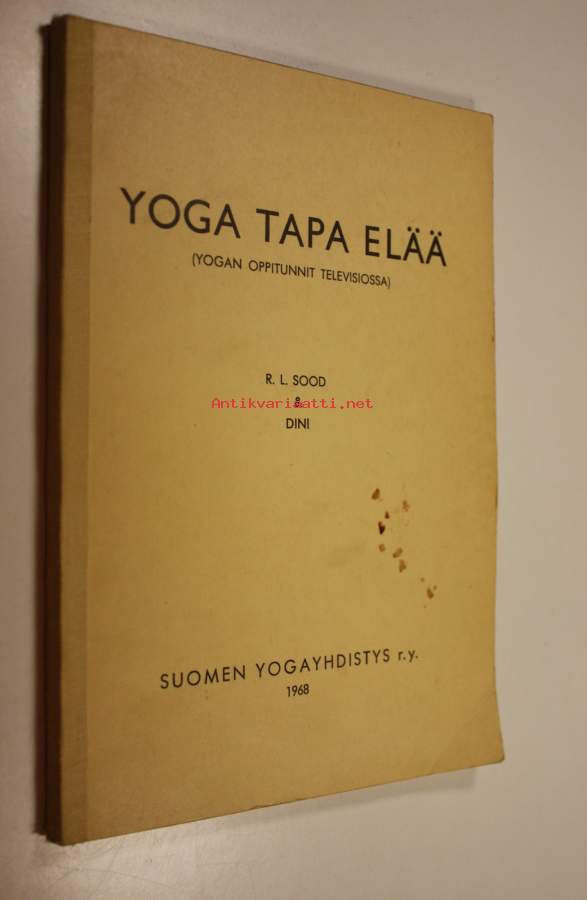 YOGA TAPA ELÄÄ
(YOGAN OPPITUNNIT TELEVISIOSSA)
R. L. SOOD
&
Antikvariaatti.net
DINI
SUOMEN YOGAYHDISTYS r.y.
1968